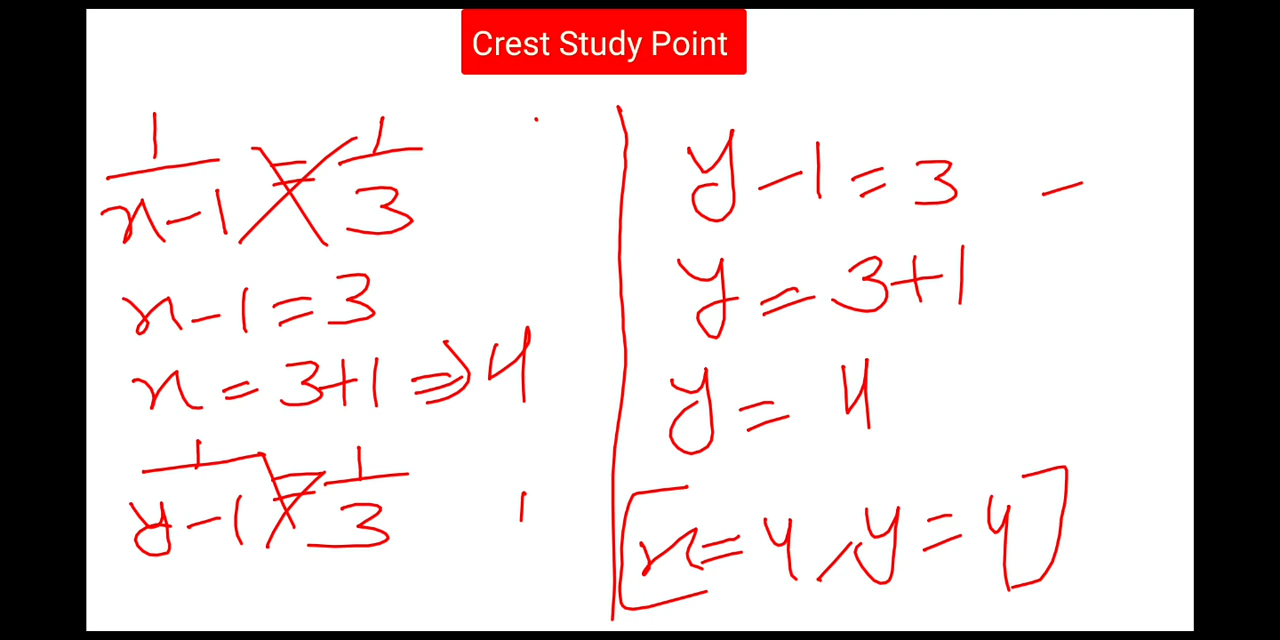 Crest Study Point
1/(x-1) = 1/3
x-1=3
x=3+1⇒4
1/(y-1) = 1/3
y-1=3
y=3+1
y=4
[x=4, y=4]